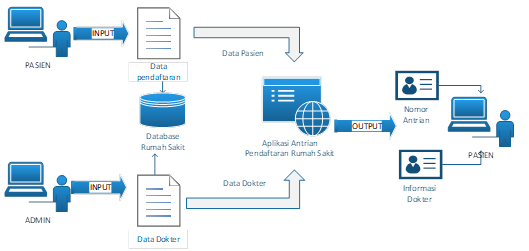 INPUT
PASIEN
Data
pendaftaran
Data Pasien
Database
Rumah Sakit
Aplikasi Antrian
Pendaftaran Rumah Sakit
OUTPUT
Nomor
Antrian
PASIEN
Informasi
Dokter
INPUT
Data Dokter
ADMIN
Data Dokter